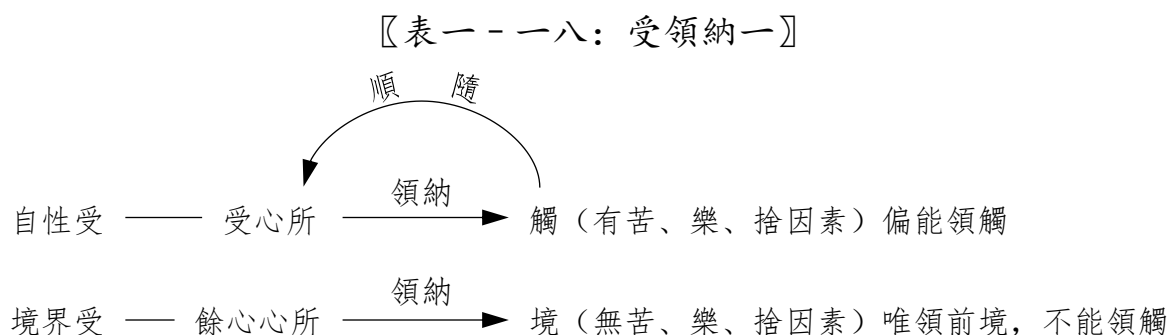 〖表一－一八：受領納一〗
順 隨
自性受 受心所 領納 觸（有苦、樂、捨因素）偏能領觸
境界受 餘心心所 領納 境（無苦、樂、捨因素）唯領前境，不能領觸